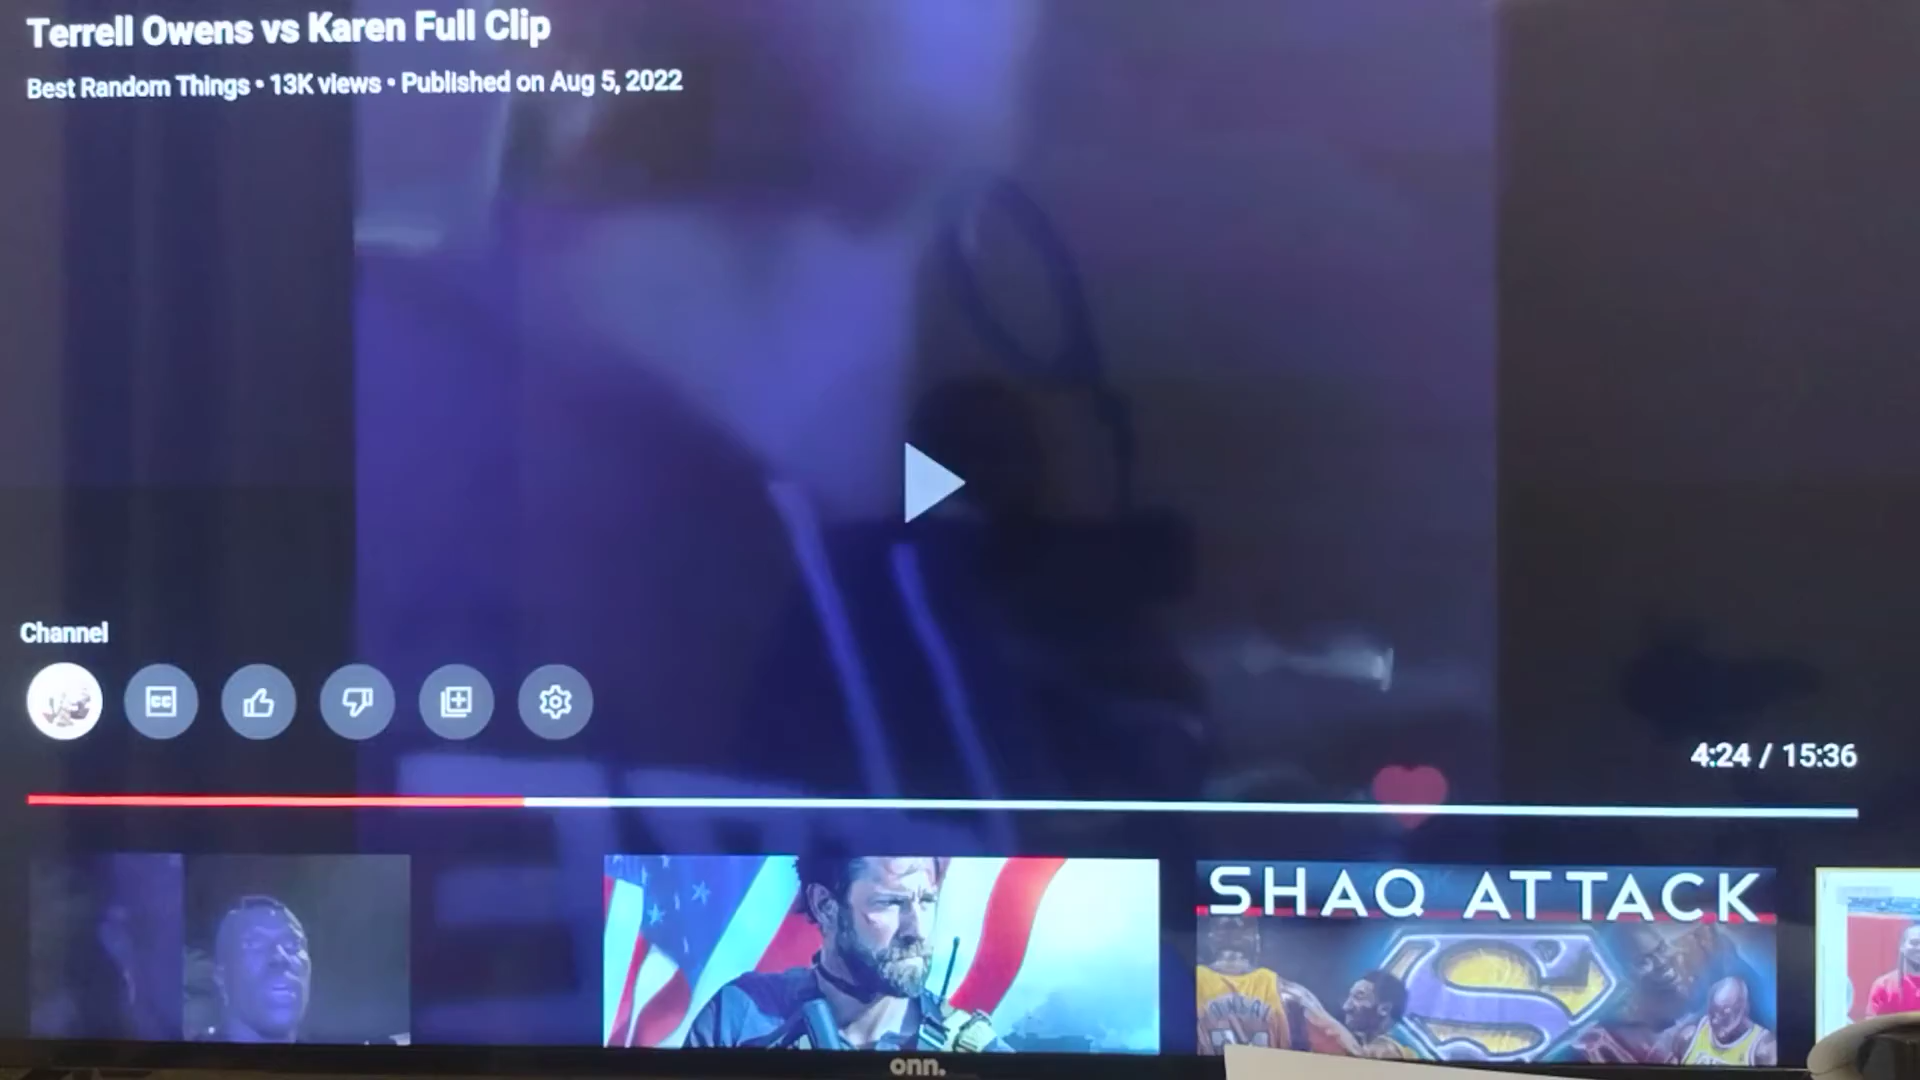 Terrell Owens vs Karen Full Clip
Best Random Things • 13K views • Published on Aug 5, 2022
Channel
CC
4:24 / 15:36
SHAQ ATTACK
onn.